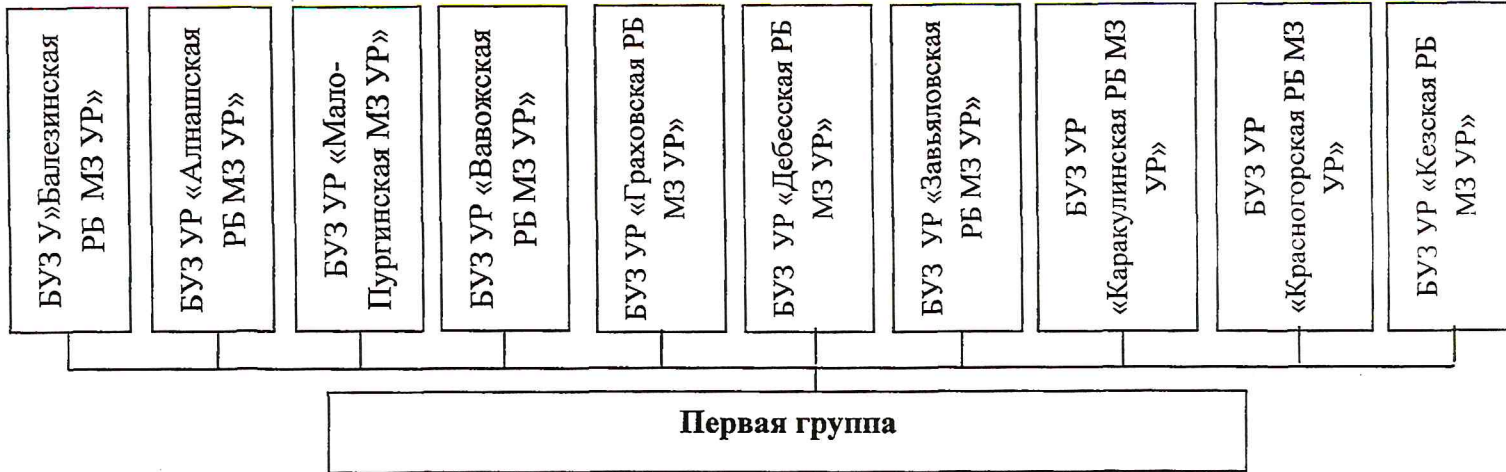 БУЗ У»Балезинская
РБ МЗ УР»
БУЗ УР «Алнашская
РБ МЗ УР»
БУЗ УР «Мало-
Пургинская МЗ УР»
БУЗ УР «Вавожская
РБ МЗ УР»
БУЗ УР «Граховская РБ
МЗ УР»
БУЗ УР «Дебесская РБ
МЗ УР»
БУЗ УР «Завьяловская
РБ МЗ УР»
БУЗ УР
«Каракулинская РБ МЗ
УР»
БУЗ УР
«Красногорская РБ МЗ
УР»
БУЗ УР «Кезская РБ
МЗ УР»
Первая группа